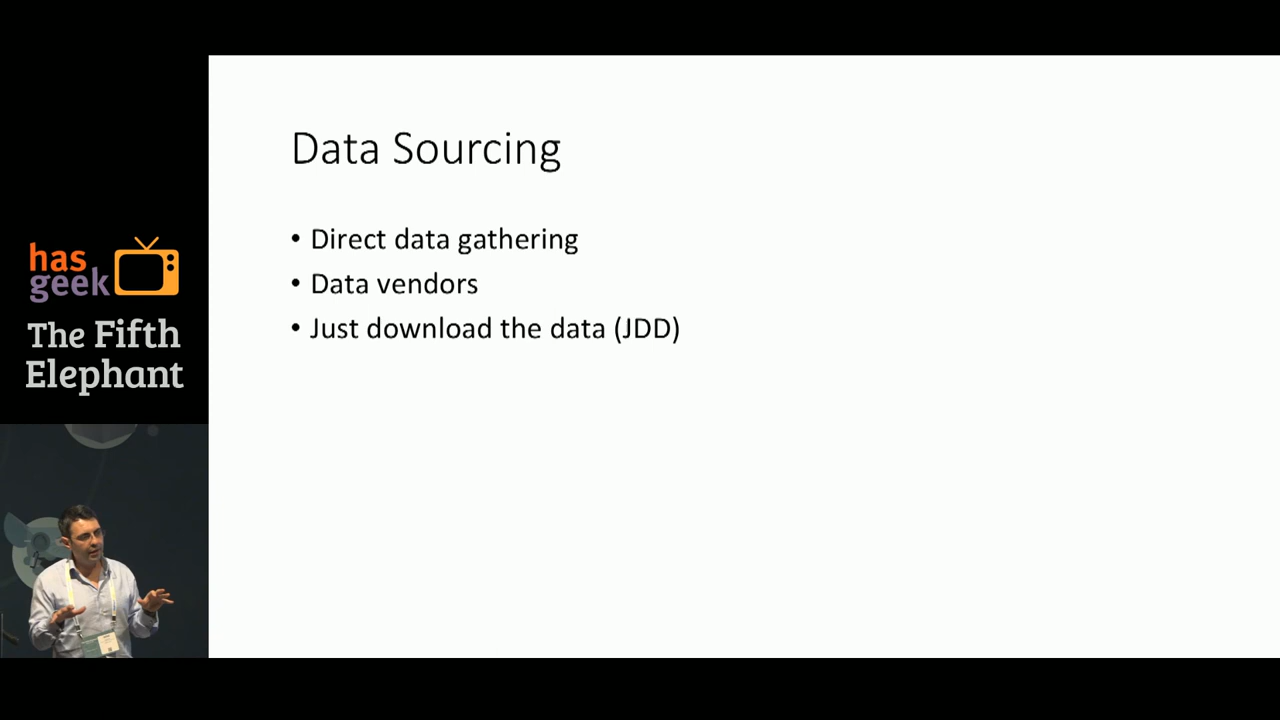 has
geek
The Fifth
Elephant
Data Sourcing
• Direct data gathering
• Data vendors
• Just download the data (JDD)